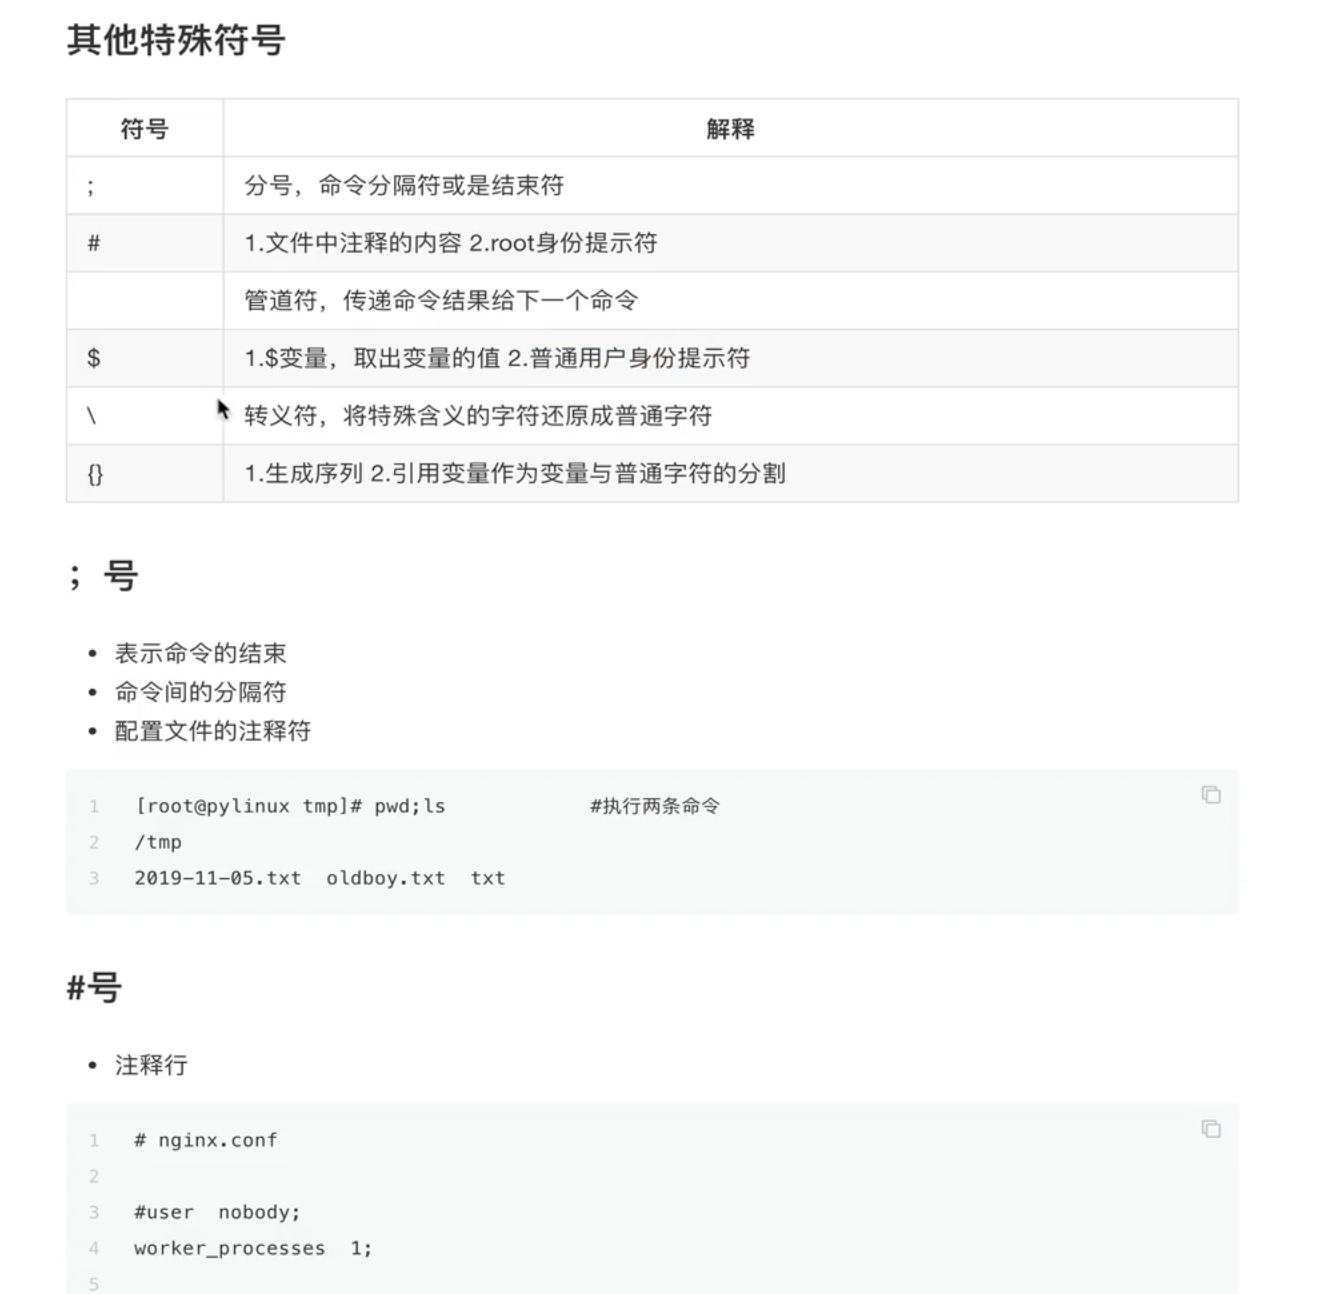 其他特殊符号
符号 解释
; 分号，命令分隔符或是结束符
# 1.文件中注释的内容 2.root身份提示符
管道符，传递命令结果给下一个命令
$ 1.$变量，取出变量的值 2.普通用户身份提示符
\ 转义符，将特殊含义的字符还原成普通字符
{} 1.生成序列 2.引用变量作为变量与普通字符的分割
；号
• 表示命令的结束
• 命令间的分隔符
• 配置文件的注释符
1 [root@pylinux tmp]# pwd;ls #执行两条命令
2 /tmp
3 2019-11-05.txt oldboy.txt txt
#号
• 注释行
1 # nginx.conf
2
3 #user nobody;
4 worker_processes 1;
5